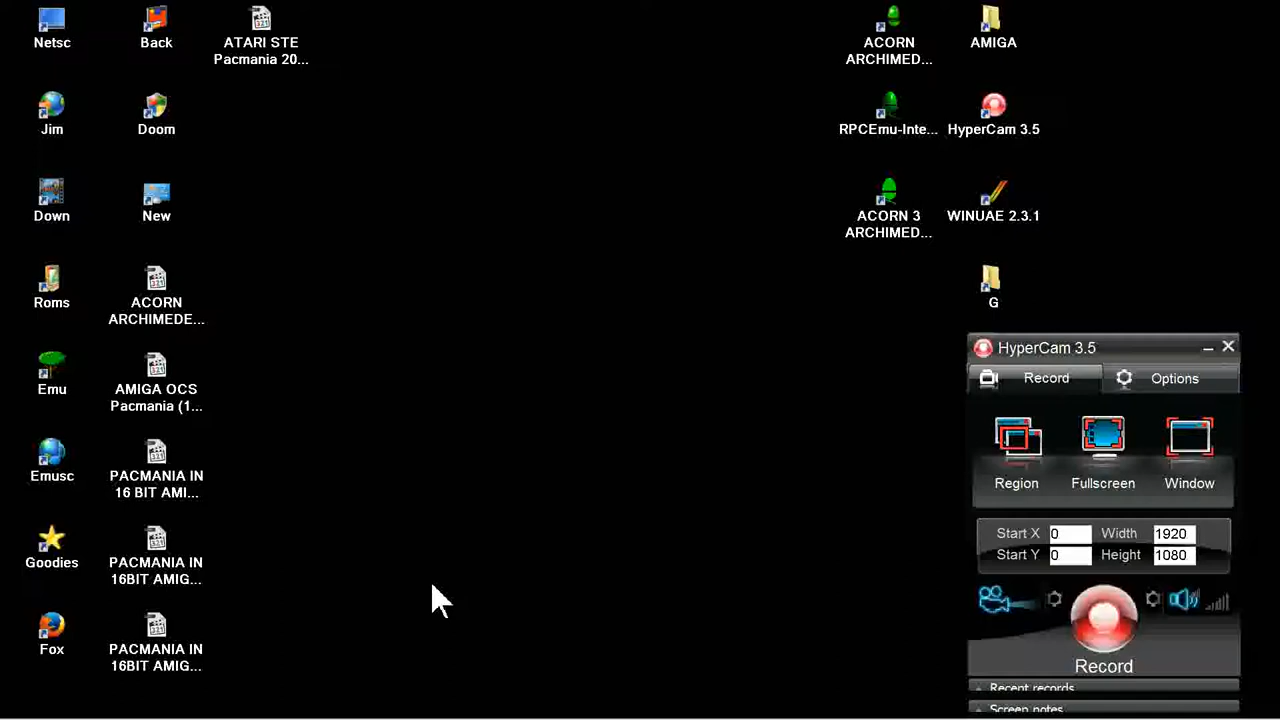 Netsc
Back
ATARI STE
Pacmania 20...
Jim
Doom
Down
New
Roms
ACORN
ARCHIMEDE...
Emu
AMIGA OCS
Pacmania (1...
Emusc
PACMANIA IN
16 BIT AMI...
Goodies
PACMANIA IN
16BIT AMIG...
Fox
PACMANIA IN
16BIT AMIG...
ACORN
ARCHIMED...
AMIGA
RPCEmu-Inte...
HyperCam 3.5
ACORN 3
ARCHIMED...
WINUAE 2.3.1
G
HyperCam 3.5
Record
Options
Region
Fullscreen
Window
Start X 0 Width 1920
Start Y 0 Height 1080
Record
Recent records
Screen notes